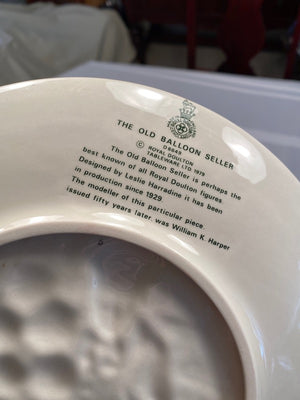 THE OLD BALLOON SELLER
D6649
© ROYAL DOULTON
TABLEWARE LTD 1979
The Old Balloon Seller is perhaps the
best known of all Royal Doulton figures.
Designed by Leslie Harradine it has been
in production since 1929.
The modeller of this particular piece,
issued fifty years later, was William K. Harper